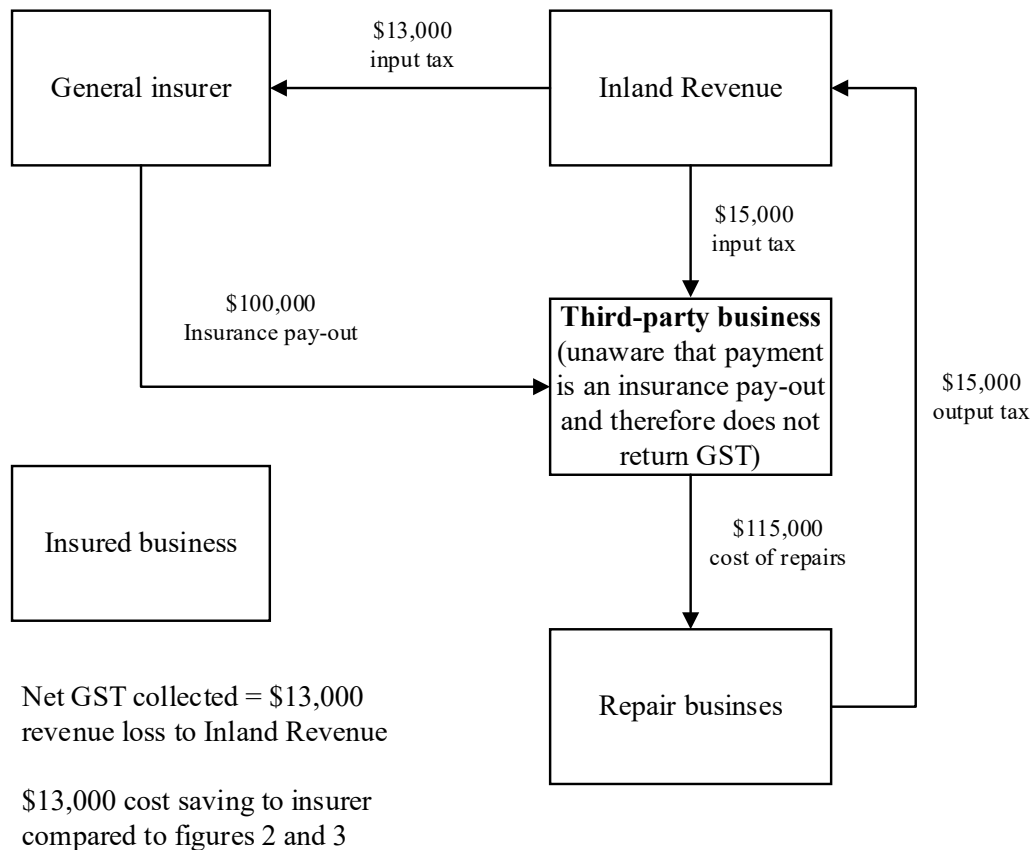 $13,000
input tax
General insurer
Inland Revenue
$15,000
input tax
$100,000
Insurance pay-out
Third-party business
(unaware that payment
is an insurance pay-out
and therefore does not
return GST)
$15,000
output tax
Insured business
$115,000
cost of repairs
Repair businses
Net GST collected = $13,000
revenue loss to Inland Revenue
$13,000 cost saving to insurer
compared to figures 2 and 3